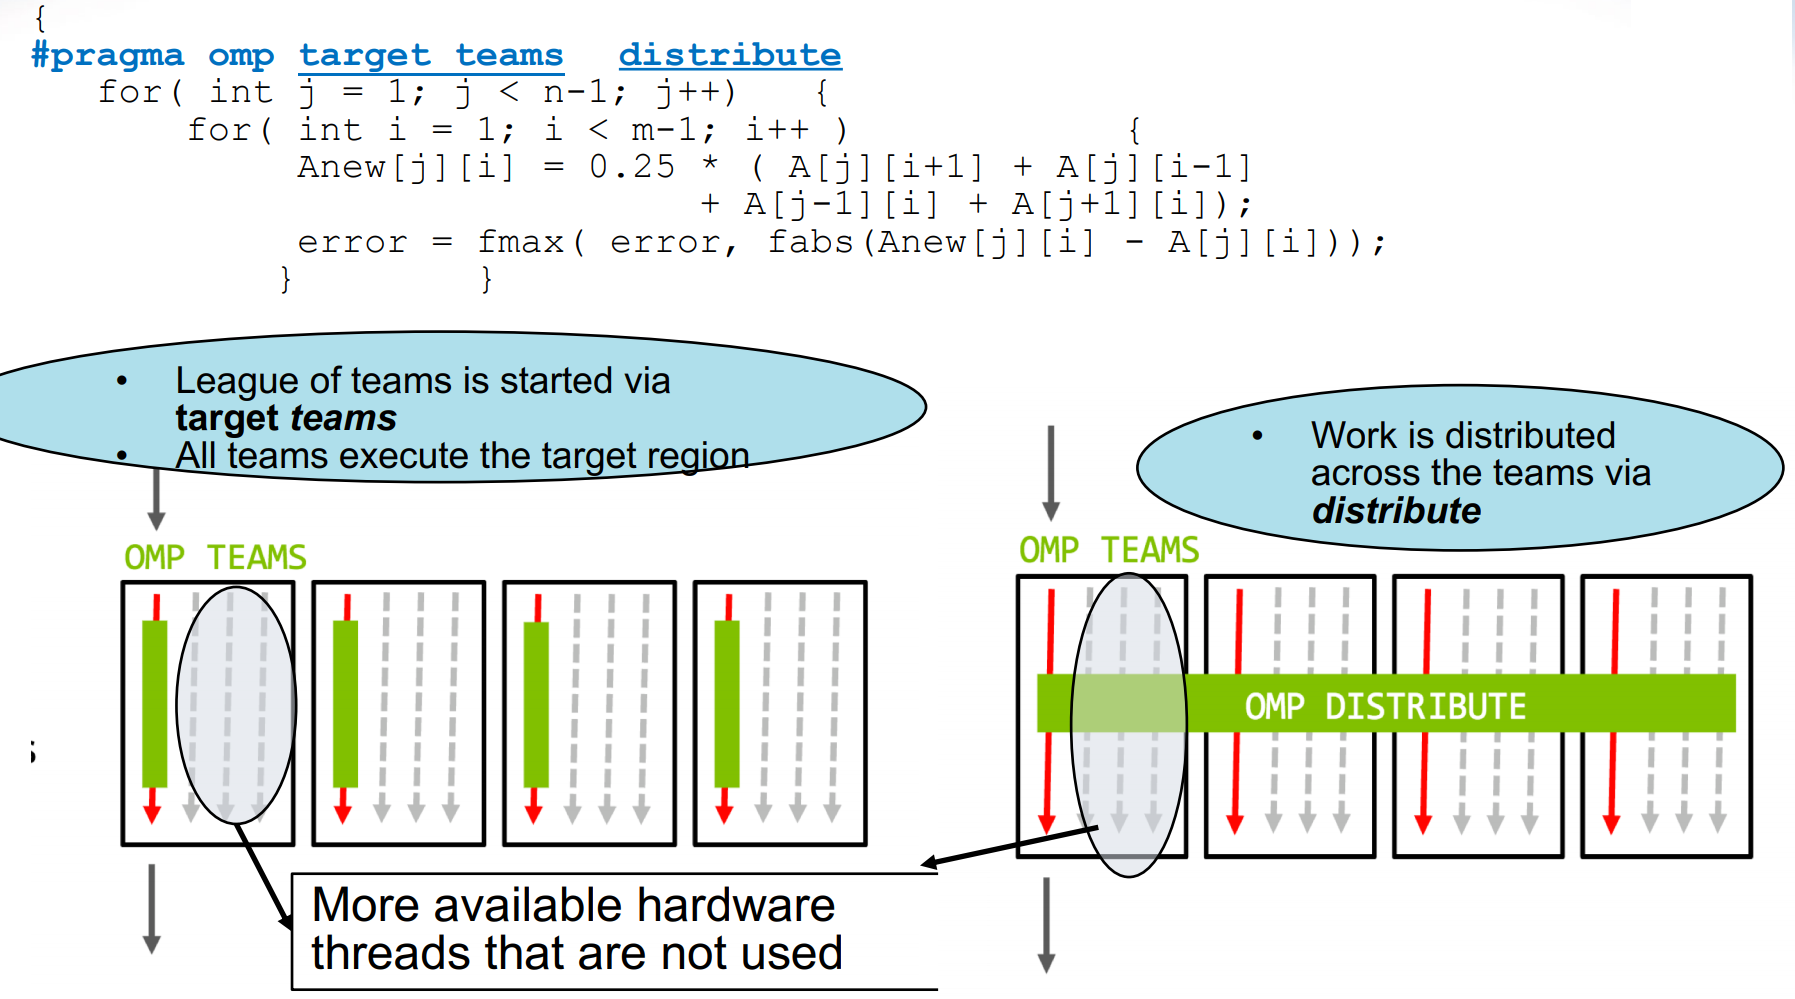 {
#pragma omp target teams distribute
for( int j = 1; j < n-1; j++) {
for( int i = 1; i < m-1; i++ ) {
Anew[j][i] = 0.25 * ( A[j][i+1] + A[j][i-1]
+ A[j-1][i] + A[j+1][i]);
error = fmax( error, fabs(Anew[j][i] - A[j][i]));
} }
• League of teams is started via
target teams
• All teams execute the target region
• Work is distributed
across the teams via
distribute
OMP TEAMS
OMP TEAMS
OMP DISTRIBUTE
More available hardware
threads that are not used